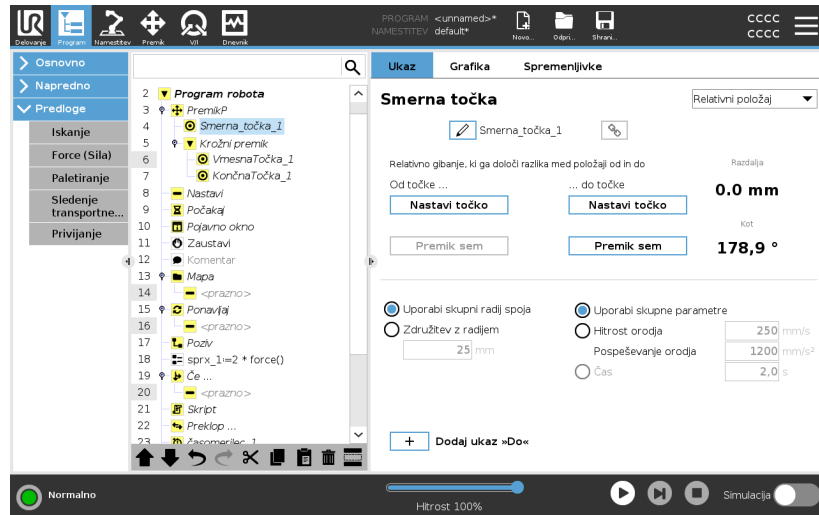 PROGRAM <unnamed>*
NAMESTITEV default*
Delovanje
Program
Namestitev
Premik
V/I
Dnevnik
Novo...
Odpri...
Shrani...
cccc
cccc
Osnovno
Napredno
Predloge
Iskanje
Force (Sila)
Paletiranje
Sledenje
transportne...
Privijanje
2 Program robota
3 PremikP
4 Smerna_točka_1
5 Krožni premik
6 VmesnaTočka_1
7 KončnaTočka_1
8 Nastavi
9 Počakaj
10 Pojavno okno
11 Zaustavi
12 Komentar
13 Mapa
14 <prazno>
15 Ponavljaj
16 <prazno>
17 Poziv
18 sprx_1:=2 * force()
19 Če ...
20 <prazno>
21 Skript
22 Preklop ...
23 časomerilec_1
Ukaz
Grafika
Spremenljivke
Smerna točka
Relativni položaj
Smerna_točka_1
Relativno gibanje, ki ga določi razlika med položaji od in do
Razdalja
Od točke ...
... do točke
0.0 mm
Nastavi točko
Nastavi točko
Kot
Premik sem
Premik sem
178,9 °
Uporabi skupni radij spoja
Uporabi skupne parametre
Združitev z radijem
Hitrost orodja 250 mm/s
25 mm
Pospeševanje orodja 1200 mm/s²
Čas 2,0 s
+ Dodaj ukaz »Do«
Normalno
Hitrost 100%
Simulacija